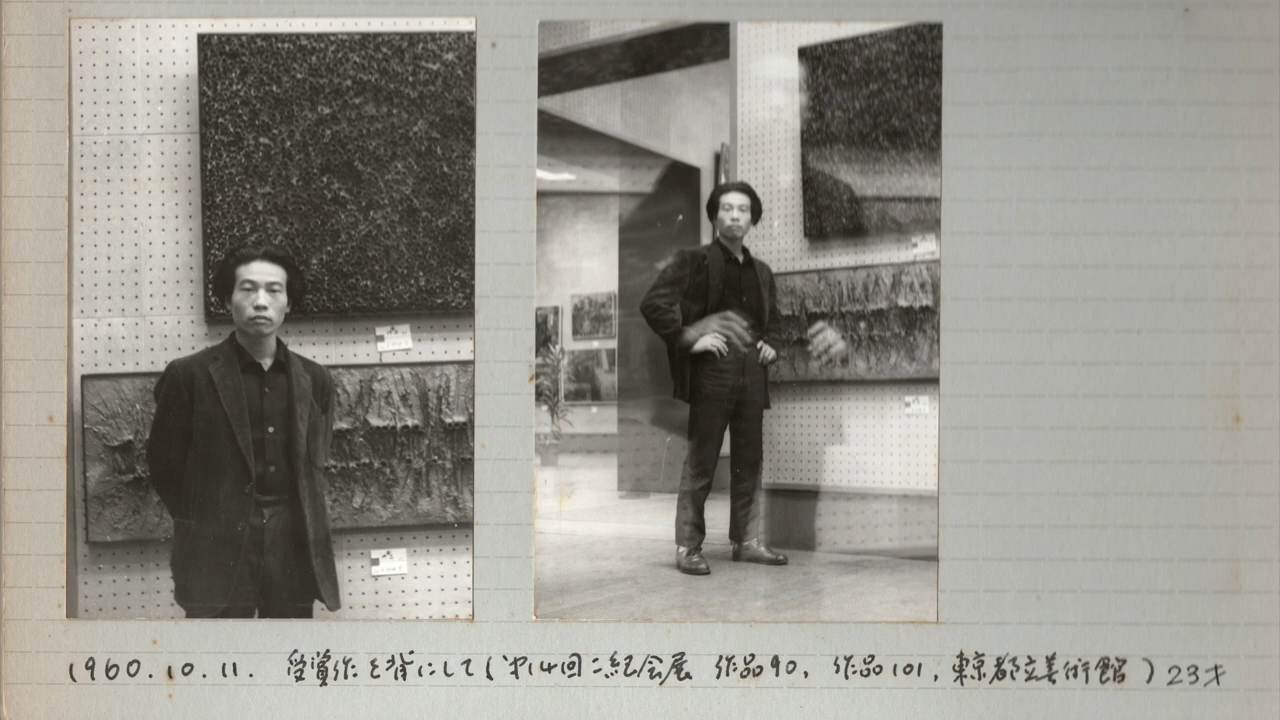 1960.10.11. 受賞作を背にして(第14回二紀会展 作品90, 作品101, 東京都立美術館) 23才